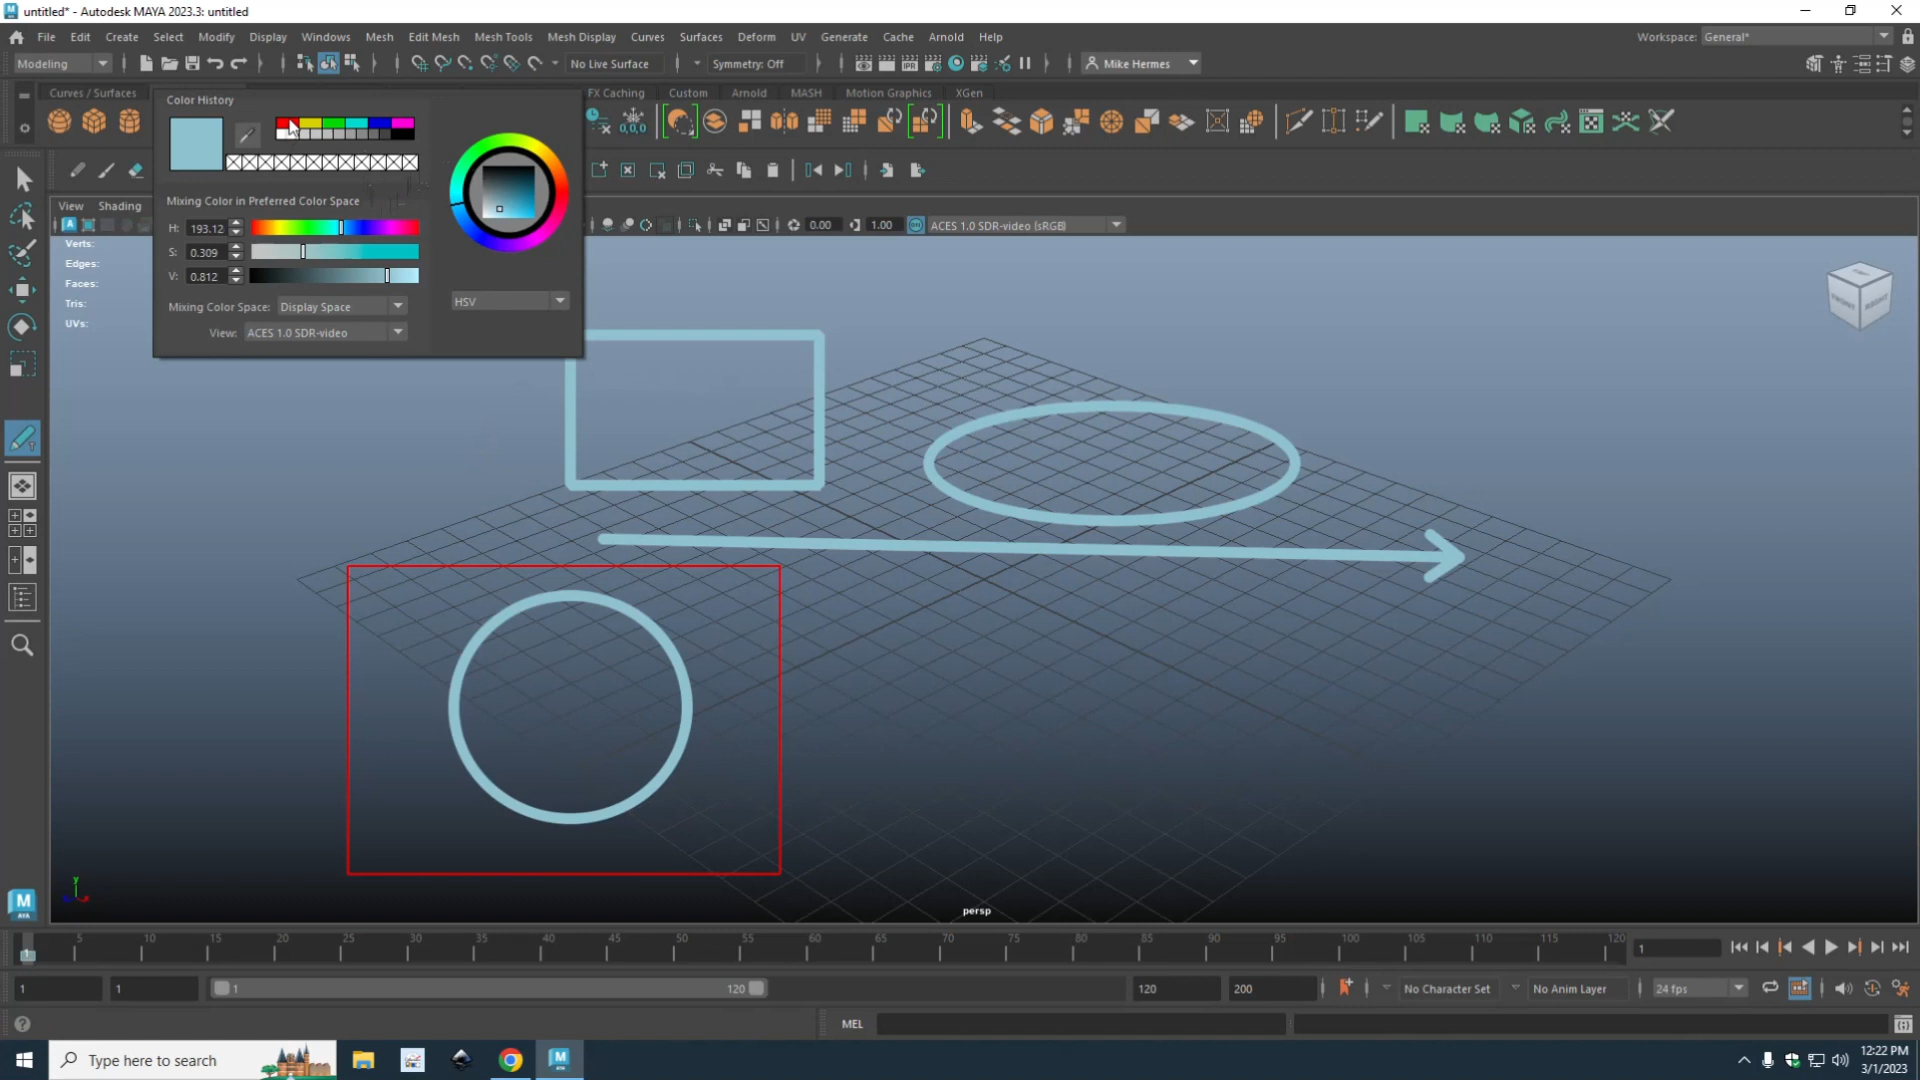 untitled* - Autodesk MAYA 2023.3: untitled
File Edit Create Select Modify Display Windows Mesh Edit Mesh Mesh Tools Mesh Display Curves Surfaces Deform UV Generate Cache Arnold Help Workspace: General*
Modeling No Live Surface Symmetry: Off IPR Mike Hermes
Curves / Surfaces FX Caching Custom Arnold MASH Motion Graphics XGen
Color History
0,0,0
Mixing Color in Preferred Color Space
View Shading
H: 193.12
0.00 1.00 ACES 1.0 SDR-video (sRGB)
Verts:
S: 0.309
Edges:
V: 0.812
Faces:
HSV
Tris:
Mixing Color Space: Display Space
UVs:
View: ACES 1.0 SDR-video
FRONT RIGHT
y
persp
M
5 10 15 20 25 30 35 40 45 50 55 60 65 70 75 80 85 90 95 100 105 110 115 120
1 1
1 1 1 120 120 200 No Character Set No Anim Layer 24 fps
MEL
Type here to search
12:22 PM
3/1/2023